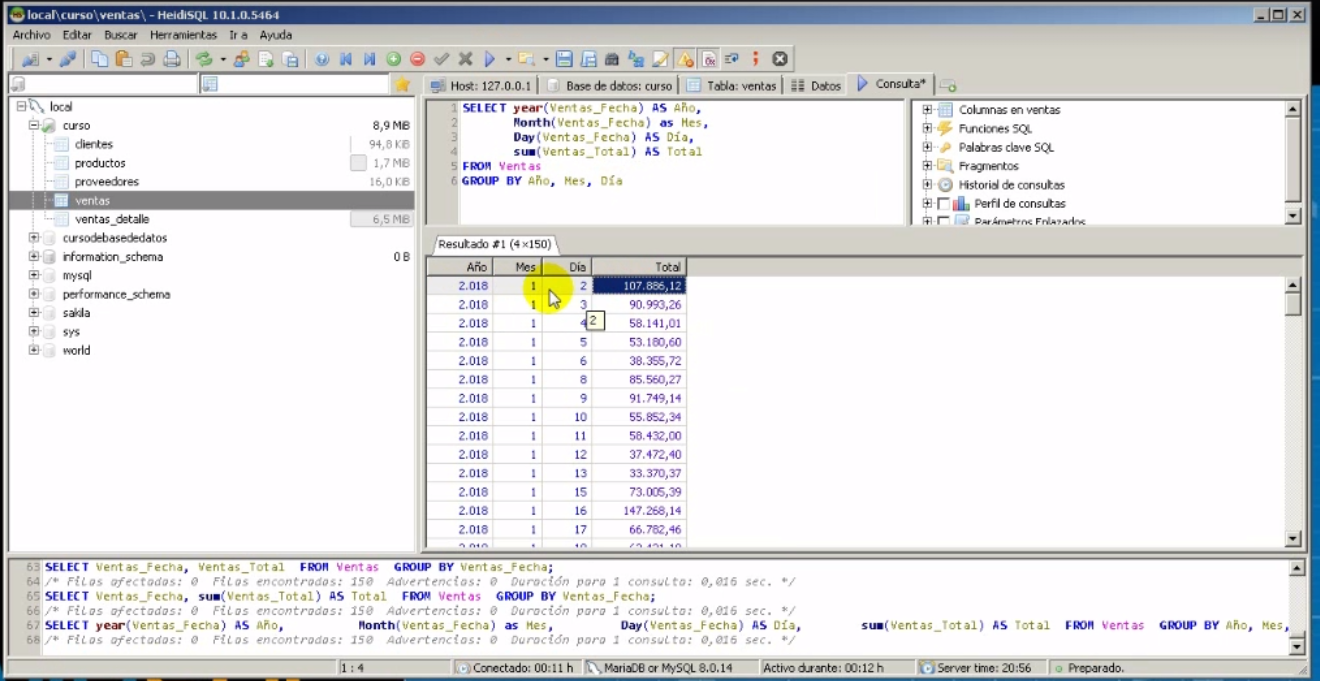 local\curso\ventas\ - HeidiSQL 10.1.0.5464
Archivo Editar Buscar Herramientas Ir a Ayuda
Host: 127.0.0.1 Base de datos: curso Tabla: ventas Datos Consulta*
local
curso 8,9 MiB
clientes 94,8 KiB
productos 1,7 MiB
proveedores 16,0 KiB
ventas
ventas_detalle 6,5 MiB
cursodebasededatos
information_schema 0 B
mysql
performance_schema
sakila
sys
world
1 SELECT year(Ventas_Fecha) AS Año,
2 Month(Ventas_Fecha) as Mes,
3 Day(Ventas_Fecha) AS Día,
4 sum(Ventas_Total) AS Total
5 FROM Ventas
6 GROUP BY Año, Mes, Día
Columnas en ventas
Funciones SQL
Palabras clave SQL
Fragmentos
Historial de consultas
Perfil de consultas
Parámetros Enlazados
Resultado #1 (4×150)
Año Mes Día Total
2.018 1 2 107.886,12
2.018 1 3 90.993,26
2.018 1 4 58.141,01
2
2.018 1 5 53.180,60
2.018 1 6 38.355,72
2.018 1 8 85.560,27
2.018 1 9 91.749,14
2.018 1 10 55.852,34
2.018 1 11 58.432,00
2.018 1 12 37.472,40
2.018 1 13 33.370,37
2.018 1 15 73.005,39
2.018 1 16 147.268,14
2.018 1 17 66.782,46
63 SELECT Ventas_Fecha, Ventas_Total FROM Ventas GROUP BY Ventas_Fecha;
64 /* Filas afectadas: 0 Filas encontradas: 150 Advertencias: 0 Duración para 1 consulta: 0,016 sec. */
65 SELECT Ventas_Fecha, sum(Ventas_Total) AS Total FROM Ventas GROUP BY Ventas_Fecha;
66 /* Filas afectadas: 0 Filas encontradas: 150 Advertencias: 0 Duración para 1 consulta: 0,016 sec. */
67 SELECT year(Ventas_Fecha) AS Año, Month(Ventas_Fecha) as Mes, Day(Ventas_Fecha) AS Día, sum(Ventas_Total) AS Total FROM Ventas GROUP BY Año, Mes,
68 /* Filas afectadas: 0 Filas encontradas: 150 Advertencias: 0 Duración para 1 consulta: 0,016 sec. */
1 : 4 Conectado: 00:11 h MariaDB or MySQL 8.0.14 Activo durante: 00:12 h Server time: 20:56 Preparado.